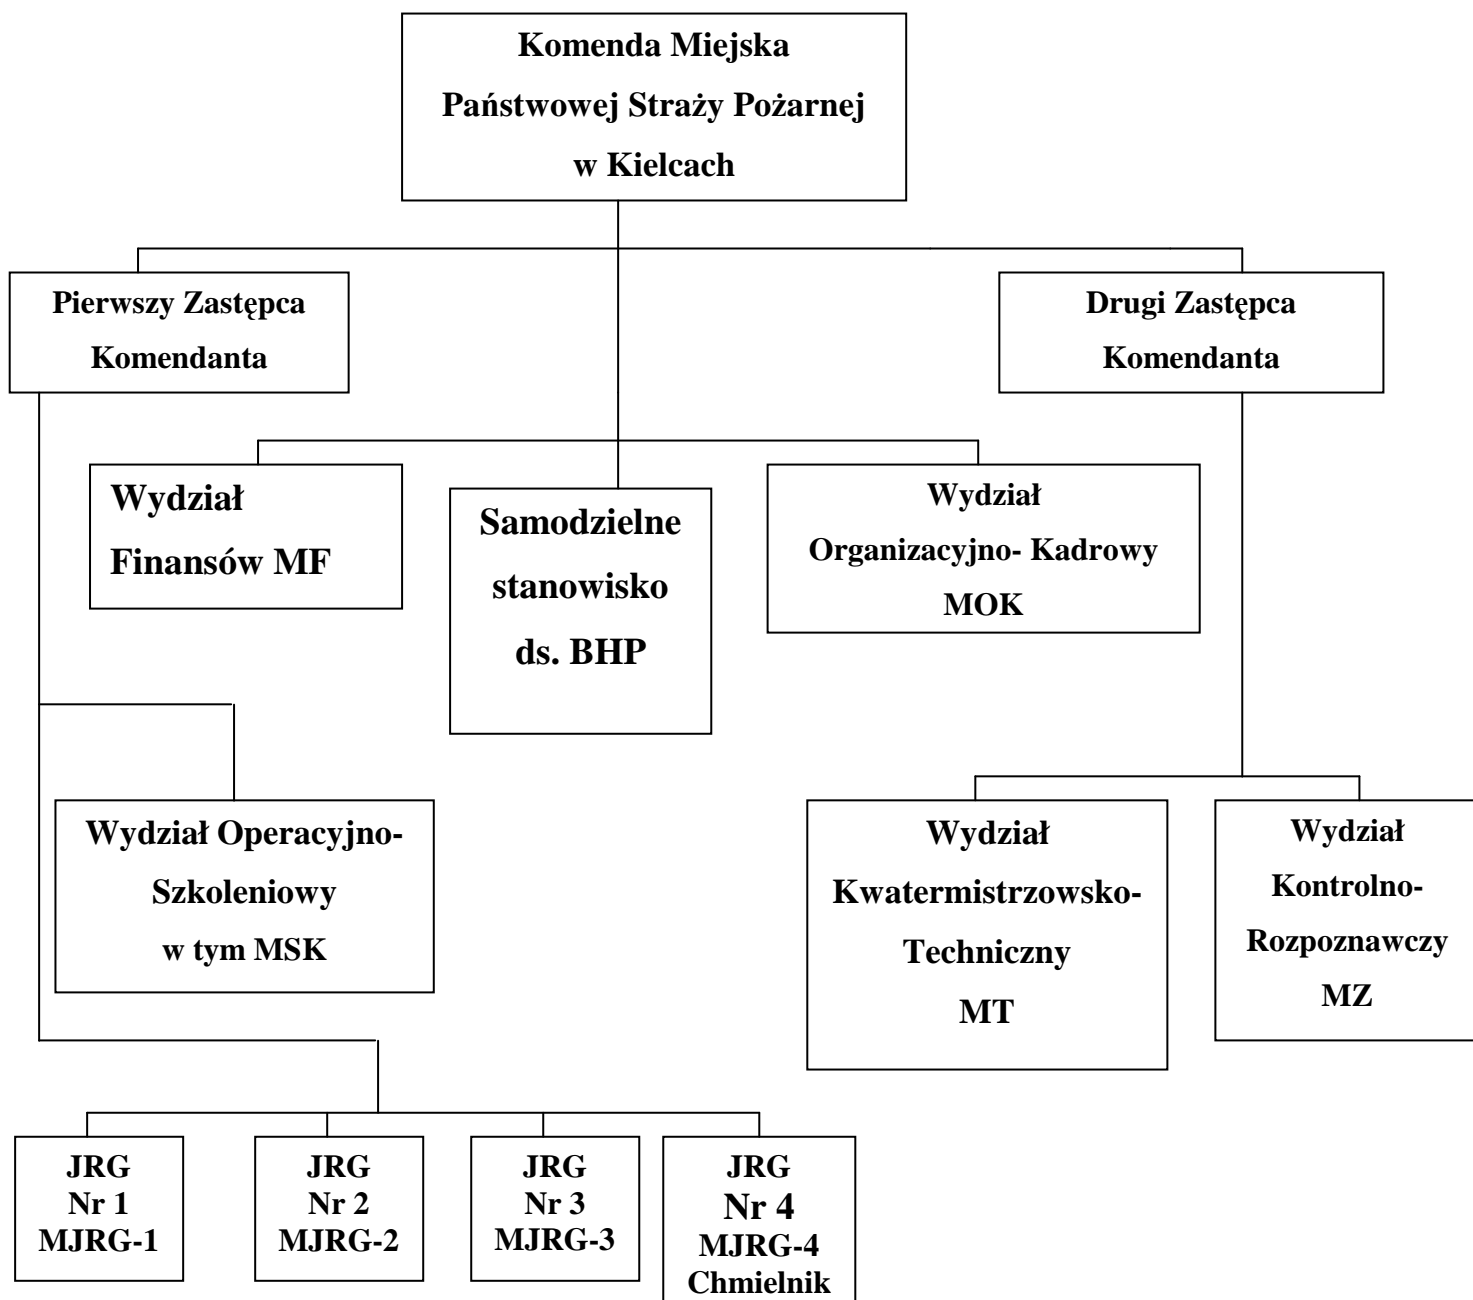 Komenda Miejska
Państwowej Straży Pożarnej
w Kielcach
Pierwszy Zastępca
Komendanta
Drugi Zastępca
Komendanta
Wydział
Finansów MF
Samodzielne
stanowisko
ds. BHP
Wydział
Organizacyjno- Kadrowy
MOK
Wydział Operacyjno-
Szkoleniowy
w tym MSK
Wydział
Kwatermistrzowsko-
Techniczny
MT
Wydział
Kontrolno-
Rozpoznawczy
MZ
JRG
Nr 1
MJRG-1
JRG
Nr 2
MJRG-2
JRG
Nr 3
MJRG-3
JRG
Nr 4
MJRG-4
Chmielnik